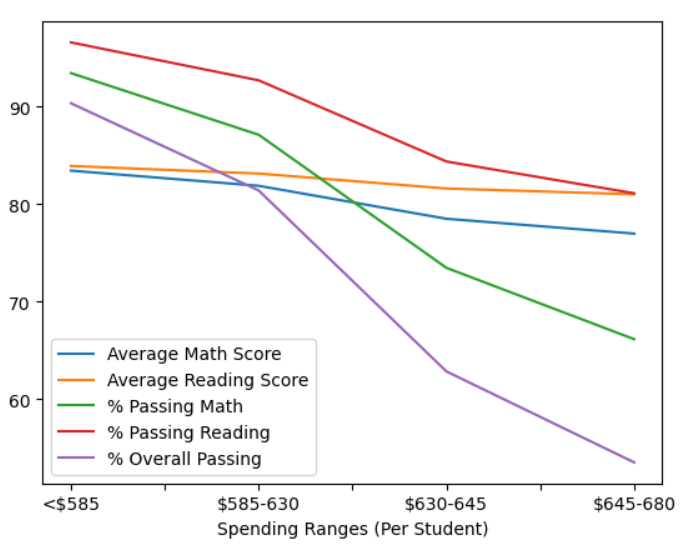 90
80
70
60
Average Math Score
Average Reading Score
% Passing Math
% Passing Reading
% Overall Passing
<$585 $585-630 $630-645 $645-680
Spending Ranges (Per Student)